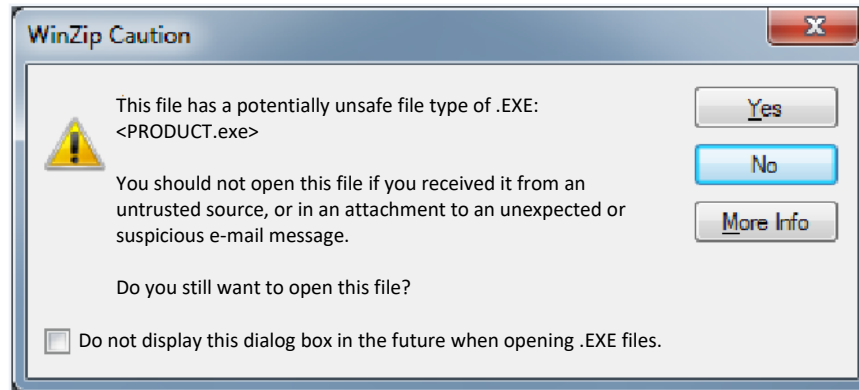 WinZip Caution
This file has a potentially unsafe file type of .EXE:
<PRODUCT.exe>
You should not open this file if you received it from an
untrusted source, or in an attachment to an unexpected or
suspicious e-mail message.
Do you still want to open this file?
Yes
No
More Info
Do not display this dialog box in the future when opening .EXE files.